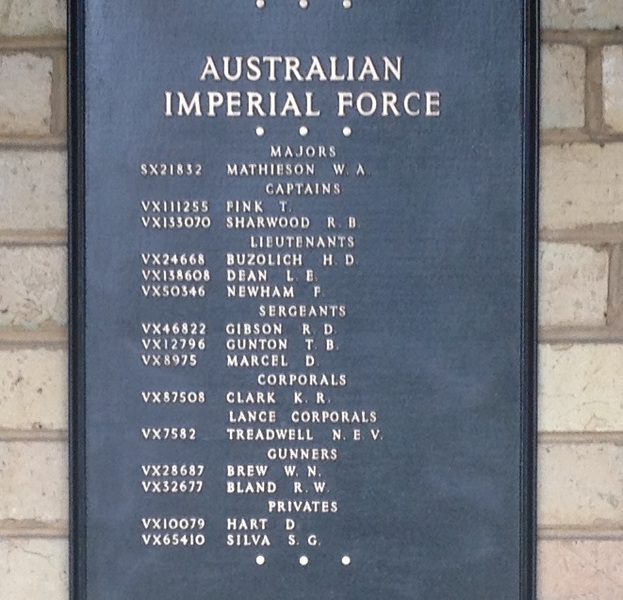 AUSTRALIAN
IMPERIAL FORCE
MAJORS
SX21832 MATHIESON W. A.
CAPTAINS
VX111255 PINK T.
VX133070 SHARWOOD R. B.
LIEUTENANTS
VX24668 BUZOLICH H. D.
VX138608 DEAN L. E.
VX50346 NEWHAM F.
SERGEANTS
VX46822 GIBSON R. D.
VX12796 GUNTON T. B.
VX8975 MARCEL D.
CORPORALS
VX87508 CLARK K. R.
LANCE CORPORALS
VX7582 TREADWELL N. E. V.
GUNNERS
VX28687 BREW W. N.
VX32677 BLAND R. W.
PRIVATES
VX10079 HART D
VX65410 SILVA S. G.